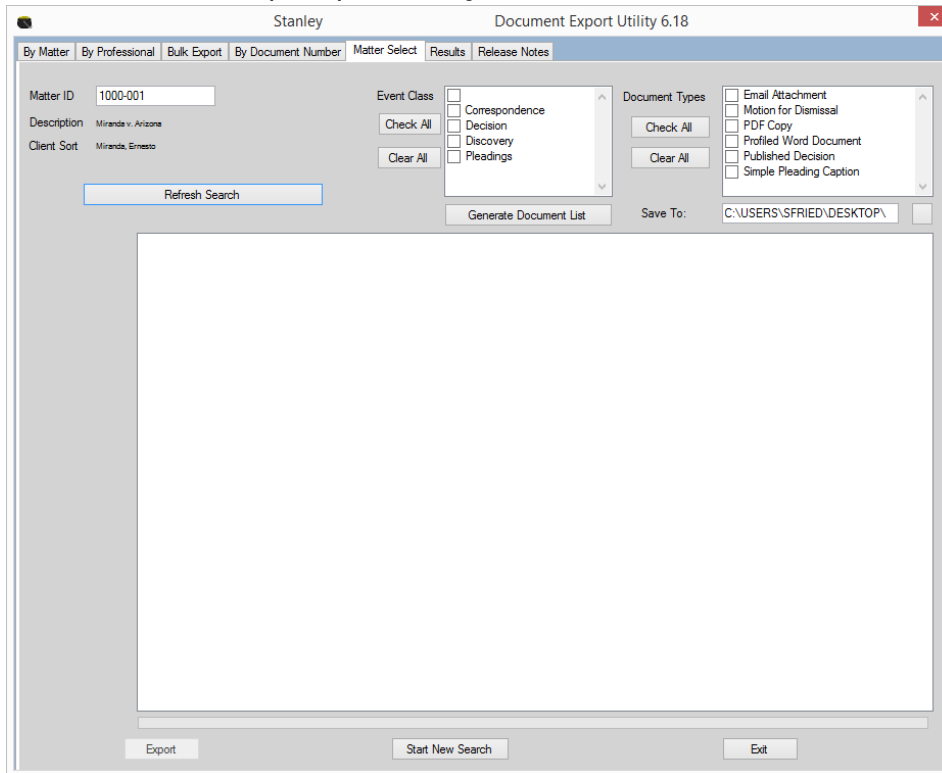 Stanley Document Export Utility 6.18
By Matter By Professional Bulk Export By Document Number Matter Select Results Release Notes
Matter ID 1000-001
Description Miranda v. Arizona
Client Sort Miranda, Ernesto
Refresh Search
Event Class
Check All
Clear All
Correspondence
Decision
Discovery
Pleadings
Generate Document List
Document Types
Check All
Clear All
Email Attachment
Motion for Dismissal
PDF Copy
Profiled Word Document
Published Decision
Simple Pleading Caption
Save To: C:\USERS\SFRIED\DESKTOP\
Export Start New Search Exit